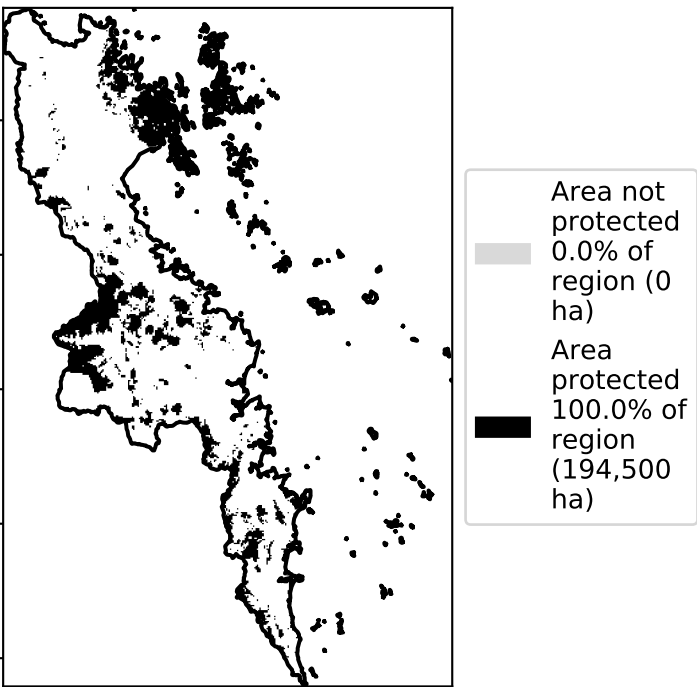 Area not
protected
0.0% of
region (0
ha)
Area
protected
100.0% of
region
(194,500
ha)